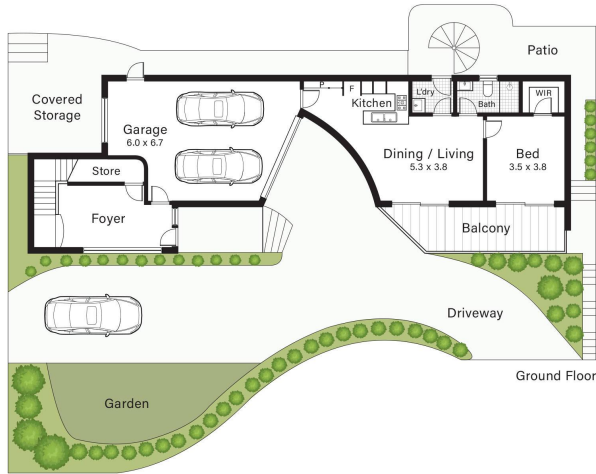 Patio
Covered
Storage
Garage
6.0 x 6.7
P
F
Kitchen
L'dry
Bath
WIR
Store
Foyer
Dining / Living
5.3 x 3.8
Bed
3.5 x 3.8
Balcony
Driveway
Ground Floor
Garden